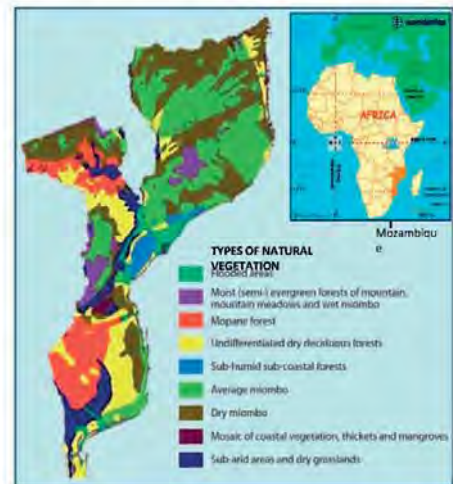 AFRICA
Mozambiqu
e
TYPES OF NATURAL
VEGETATION
Flooded areas
Moist (semi-) evergreen forests of mountain,
mountain meadows and wet miombo
Mopane forest
Undifferentiated dry deciduous forests
Sub-humid sub-coastal forests
Average miombo
Dry miombo
Mosaic of coastal vegetation, thickets and mangroves
Sub-arid areas and dry grasslands